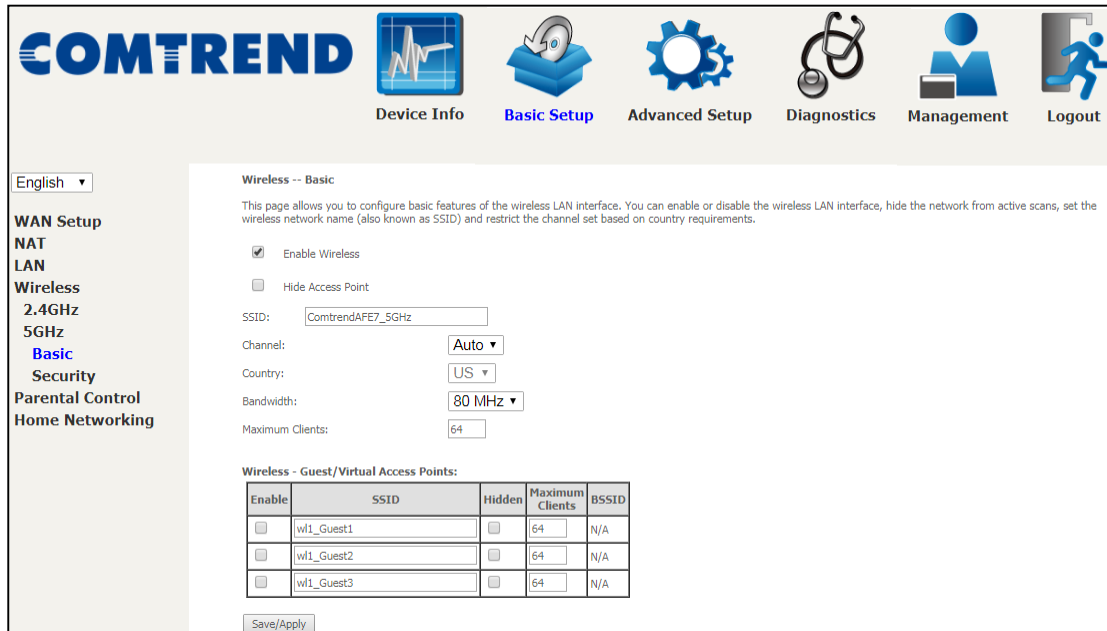 COMTREND
Device Info
Basic Setup
Advanced Setup
Diagnostics
Management
Logout
English
WAN Setup
NAT
LAN
Wireless
2.4GHz
5GHz
Basic
Security
Parental Control
Home Networking
Wireless -- Basic
This page allows you to configure basic features of the wireless LAN interface. You can enable or disable the wireless LAN interface, hide the network from active scans, set the
wireless network name (also known as SSID) and restrict the channel set based on country requirements.
Enable Wireless
Hide Access Point
SSID: ComtrendAFE7_5GHz
Channel: Auto
Country: US
Bandwidth: 80 MHz
Maximum Clients: 64
Wireless - Guest/Virtual Access Points:
Enable SSID Hidden Maximum Clients BSSID
wl1_Guest1 64 N/A
wl1_Guest2 64 N/A
wl1_Guest3 64 N/A
Save/Apply